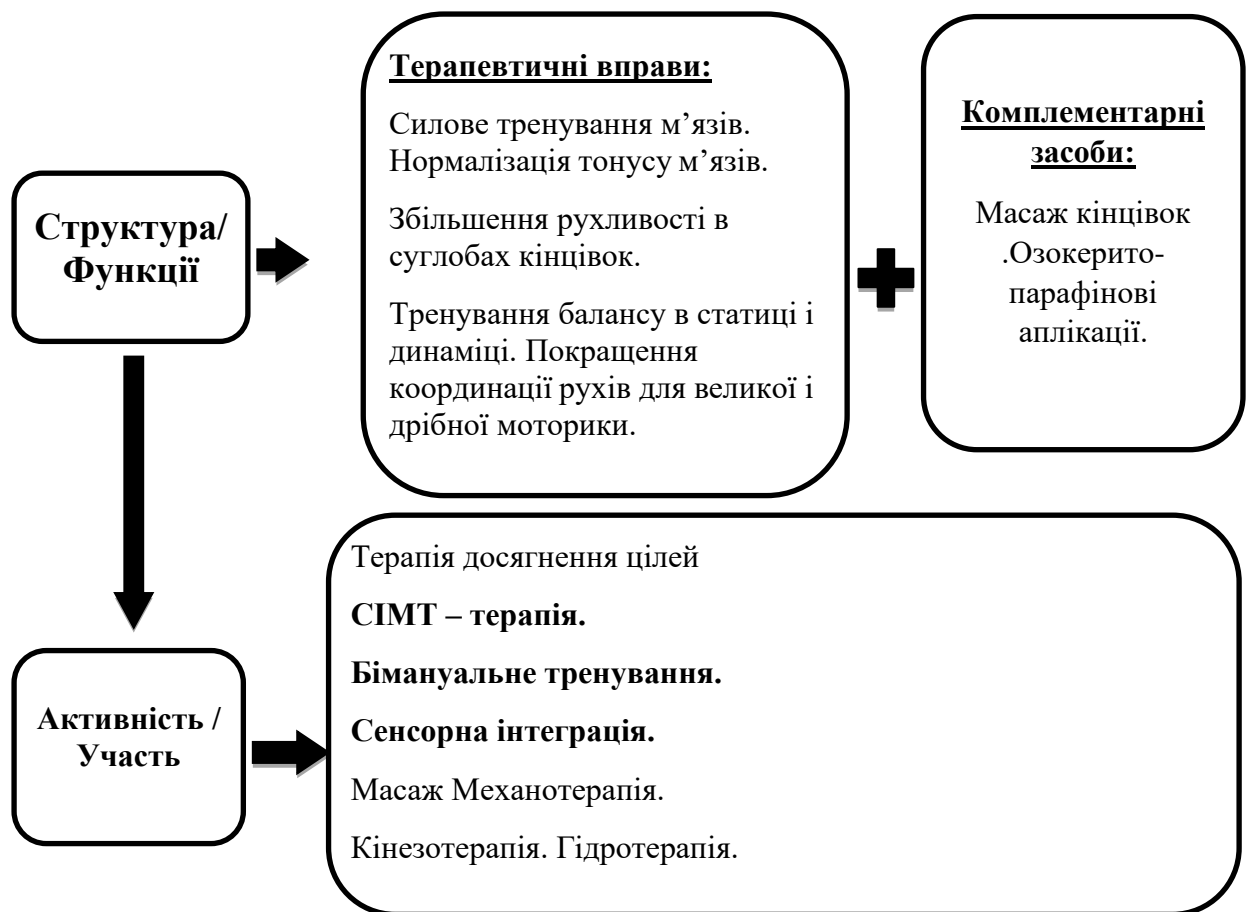 Структура/
Функції
Терапевтичні вправи:
Силове тренування м’язів.
Нормалізація тонусу м’язів.
Збільшення рухливості в
суглобах кінцівок.
Тренування балансу в статиці і
динаміці. Покращення
координації рухів для великої і
дрібної моторики.
Комплементарні
засоби:
Масаж кінцівок
.Озокерито-
парафінові
аплікації.
Активність /
Участь
Терапія досягнення цілей
СІМТ – терапія.
Бімануальне тренування.
Сенсорна інтеграція.
Масаж Механотерапія.
Кінезотерапія. Гідротерапія.